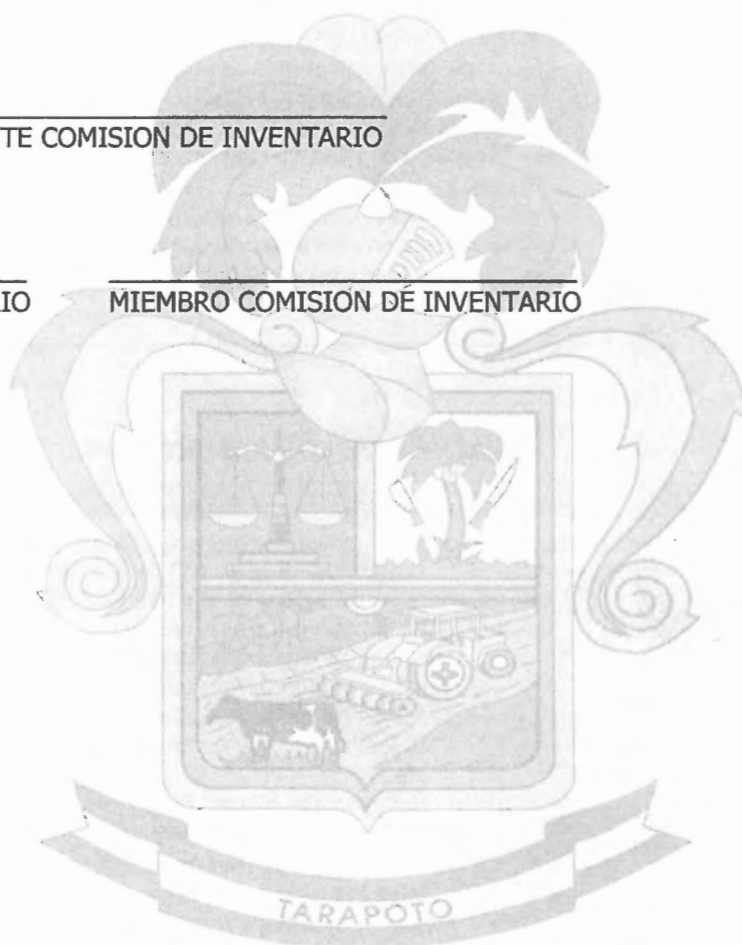 TE COMISION DE INVENTARIO
IO MIEMBRO COMISION DE INVENTARIO
TARAPOTO